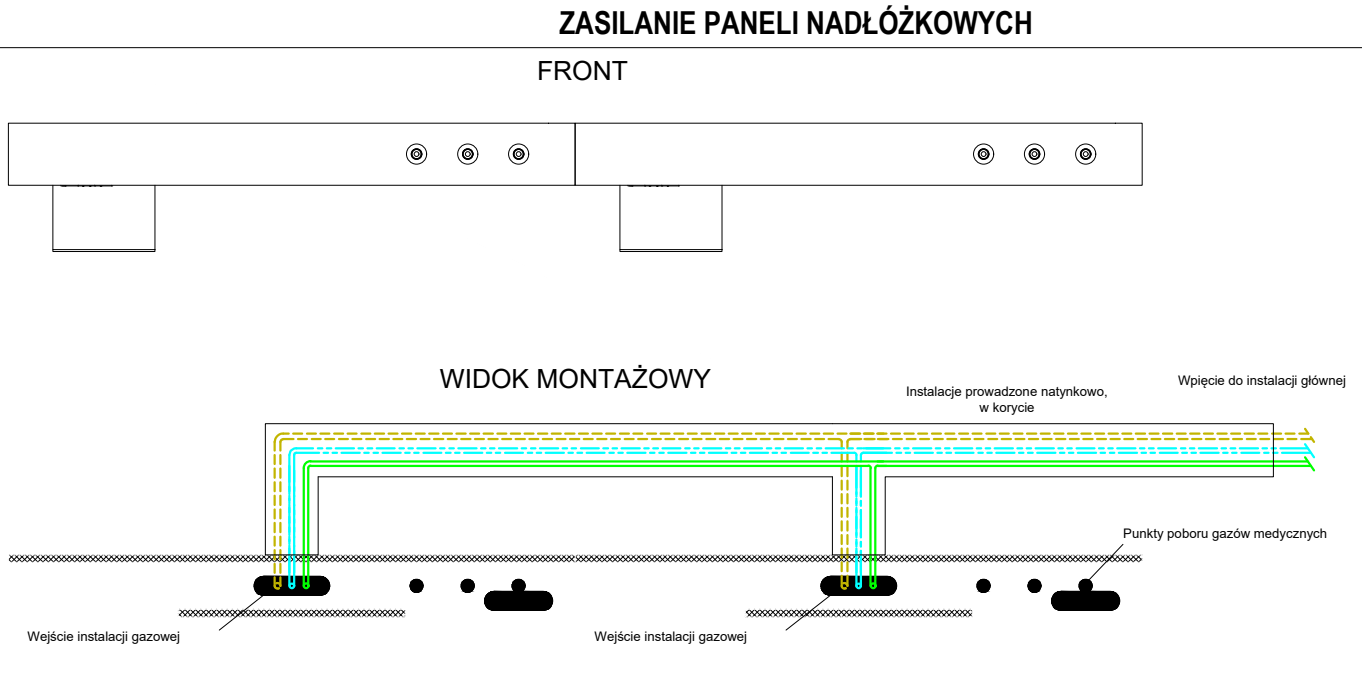 ZASILANIE PANELI NADŁÓŻKOWYCH
FRONT
WIDOK MONTAŻOWY
Instalacje prowadzone natynkowo,
w korycie
Wpięcie do instalacji głównej
Punkty poboru gazów medycznych
Wejście instalacji gazowej
Wejście instalacji gazowej